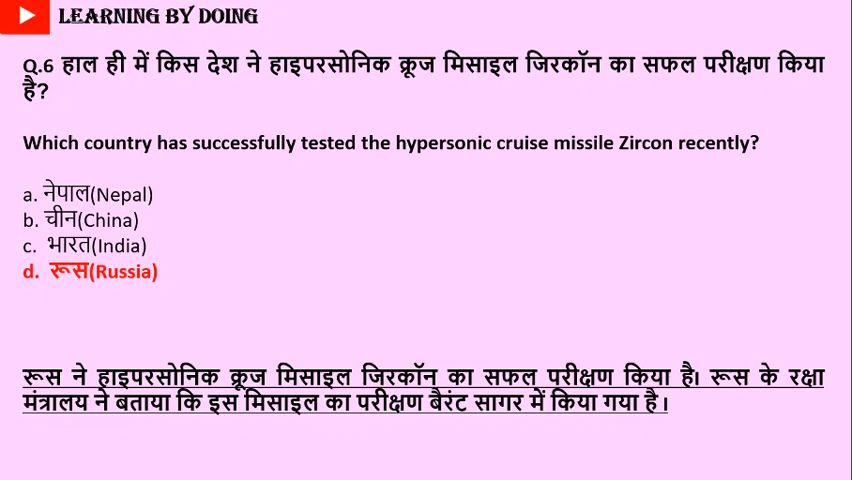 LEARNING BY DOING
Q.6 हाल ही में किस देश ने हाइपरसोनिक क्रूज मिसाइल जिरकॉन का सफल परीक्षण किया
है?
Which country has successfully tested the hypersonic cruise missile Zircon recently?
a. नेपाल(Nepal)
b. चीन(China)
c. भारत(India)
d. रूस(Russia)
रूस ने हाइपरसोनिक क्रूज मिसाइल जिरकॉन का सफल परीक्षण किया है। रूस के रक्षा
मंत्रालय ने बताया कि इस मिसाइल का परीक्षण बैरंट सागर में किया गया है।